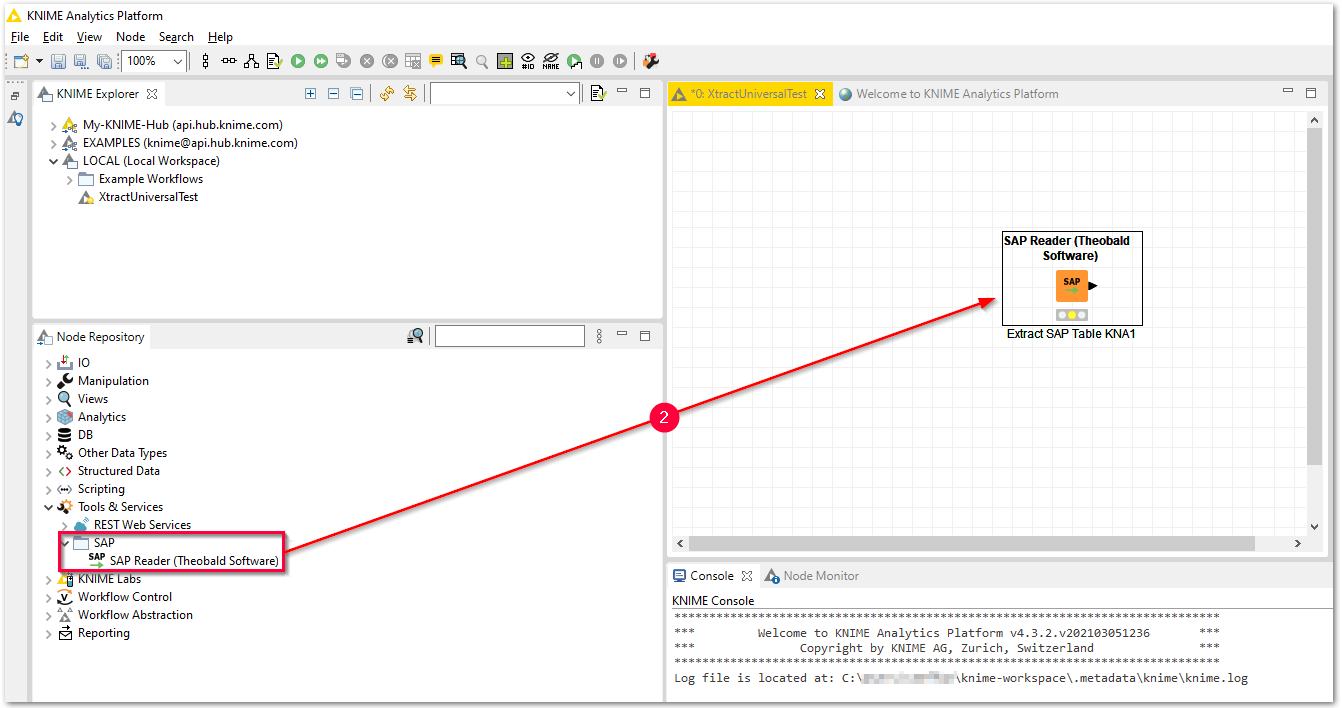 KNIME Analytics Platform
File Edit View Node Search Help
100%
#ID
NAME
KNIME Explorer
My-KNIME-Hub (api.hub.knime.com)
EXAMPLES (knime@api.hub.knime.com)
LOCAL (Local Workspace)
Example Workflows
XtractUniversalTest
Node Repository
IO
Manipulation
Views
Analytics
DB
Other Data Types
Structured Data
Scripting
Tools & Services
REST Web Services
SAP
SAP SAP Reader (Theobald Software)
KNIME Labs
Workflow Control
Workflow Abstraction
Reporting
2
*0: XtractUniversalTest Welcome to KNIME Analytics Platform
SAP Reader (Theobald
Software)
SAP
Extract SAP Table KNA1
Console Node Monitor
KNIME Console
******************************************************************************
*** Welcome to KNIME Analytics Platform v4.3.2.v202103051236 ***
*** Copyright by KNIME AG, Zurich, Switzerland ***
******************************************************************************
Log file is located at: C:\ \knime-workspace\.metadata\knime\knime.log